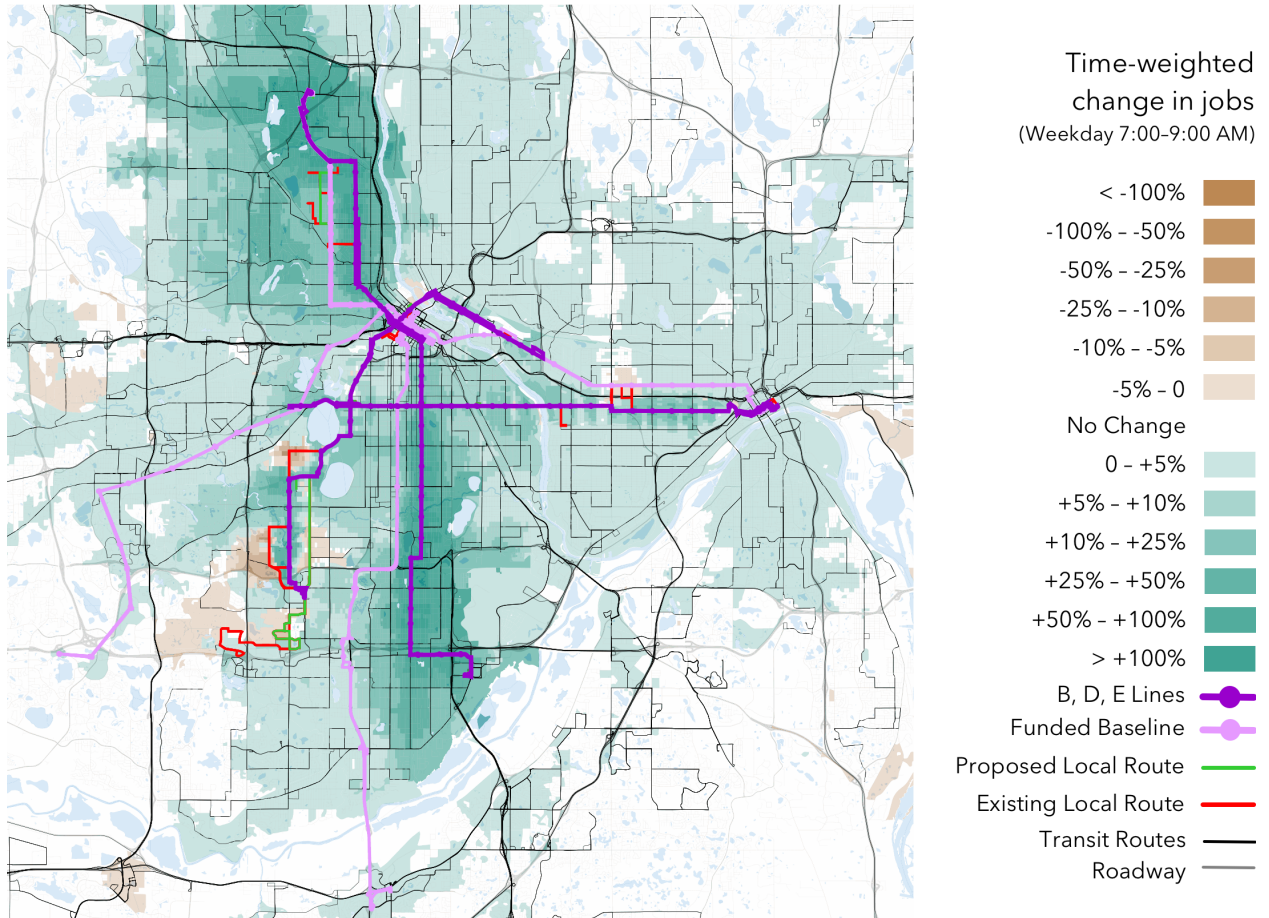 Time-weighted
change in jobs
(Weekday 7:00–9:00 AM)
< -100%
-100% – -50%
-50% – -25%
-25% – -10%
-10% – -5%
-5% – 0
No Change
0 – +5%
+5% – +10%
+10% – +25%
+25% – +50%
+50% – +100%
> +100%
B, D, E Lines
Funded Baseline
Proposed Local Route
Existing Local Route
Transit Routes
Roadway